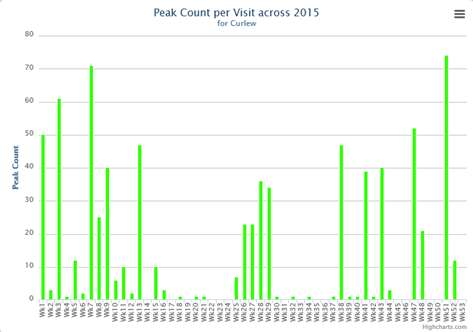 Peak Count per Visit across 2015
for Curlew
80
70
60
50
40
30
20
10
0
Peak Count
Wk1
Wk2
Wk3
Wk4
Wk5
Wk6
Wk7
Wk8
Wk9
Wk10
Wk11
Wk12
Wk13
Wk14
Wk15
Wk16
Wk17
Wk18
Wk19
Wk20
Wk21
Wk22
Wk23
Wk24
Wk25
Wk26
Wk27
Wk28
Wk29
Wk30
Wk31
Wk32
Wk33
Wk34
Wk35
Wk36
Wk37
Wk38
Wk39
Wk40
Wk41
Wk42
Wk43
Wk44
Wk45
Wk46
Wk47
Wk48
Wk49
Wk50
Wk51
Wk52
Wk53
Highcharts.com